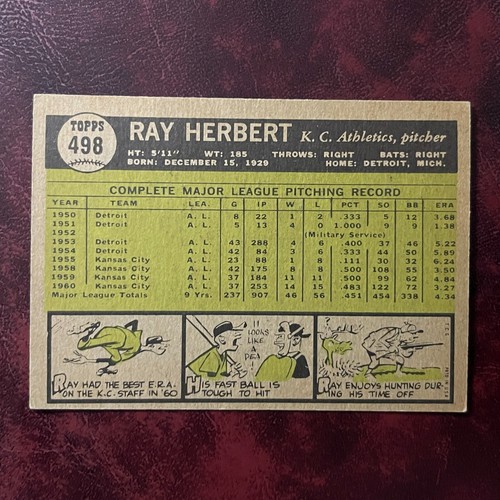 TOPPS
498
RAY HERBERT K. C. Athletics, pitcher
HT: 5'11" WT: 185 THROWS: RIGHT BATS: RIGHT
BORN: DECEMBER 15, 1929 HOME: DETROIT, MICH.
COMPLETE MAJOR LEAGUE PITCHING RECORD
YEAR TEAM LEA. G IP W L PCT SO BB ERA
1950 Detroit A. L. 8 22 1 2 .333 5 12 3.68
1951 Detroit A. L. 5 13 4 0 1.000 9 9 1.38
1952 (Military Service)
1953 Detroit A. L. 43 288 4 6 .400 37 46 5.22
1954 Detroit A. L. 42 84 3 6 .333 44 50 5.89
1955 Kansas City A. L. 23 88 1 8 .111 30 32 6.24
1958 Kansas City A. L. 42 175 8 8 .500 108 55 3.50
1959 Kansas City A. L. 37 184 11 11 .500 99 62 4.84
1960 Kansas City A. L. 37 253 14 15 .483 122 72 3.27
Major League Totals 9 Yrs. 237 907 46 56 .451 454 338 4.34
RAY HAD THE BEST E.R.A.
ON THE K.C. STAFF IN '60
IT LOOKS
LIKE
A
PEA!
HIS FAST BALL IS
TOUGH TO HIT
RAY ENJOYS HUNTING DUR-
ING HIS TIME OFF